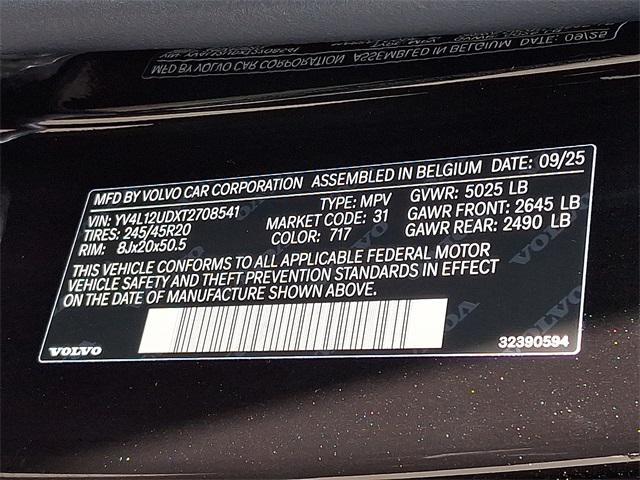 MFD BY VOLVO CAR CORPORATION ASSEMBLED IN BELGIUM DATE: 09/25
VIN: YV4L12UDXT2708541 TYPE: MPV GVWR: 5025 LB
TIRES: 245/45R20 MARKET CODE: 31 GAWR FRONT: 2645 LB
RIM: 8Jx20x50.5 COLOR: 717 GAWR REAR: 2490 LB
THIS VEHICLE CONFORMS TO ALL APPLICABLE FEDERAL MOTOR
VEHICLE SAFETY AND THEFT PREVENTION STANDARDS IN EFFECT
ON THE DATE OF MANUFACTURE SHOWN ABOVE.
VOLVO 32390594